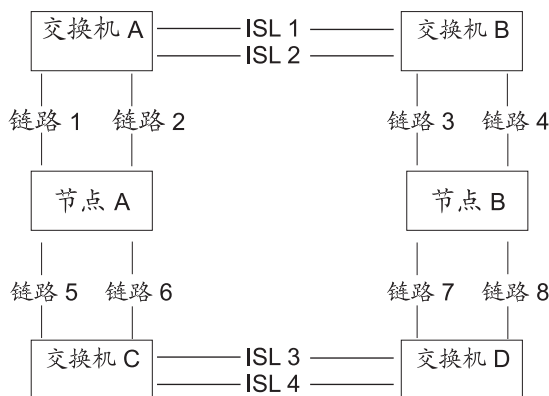 交换机 A
ISL 1
交换机 B
ISL 2
链路 1
链路 2
链路 3
链路 4
节点 A
节点 B
链路 5
链路 6
链路 7
链路 8
交换机 C
ISL 3
交换机 D
ISL 4